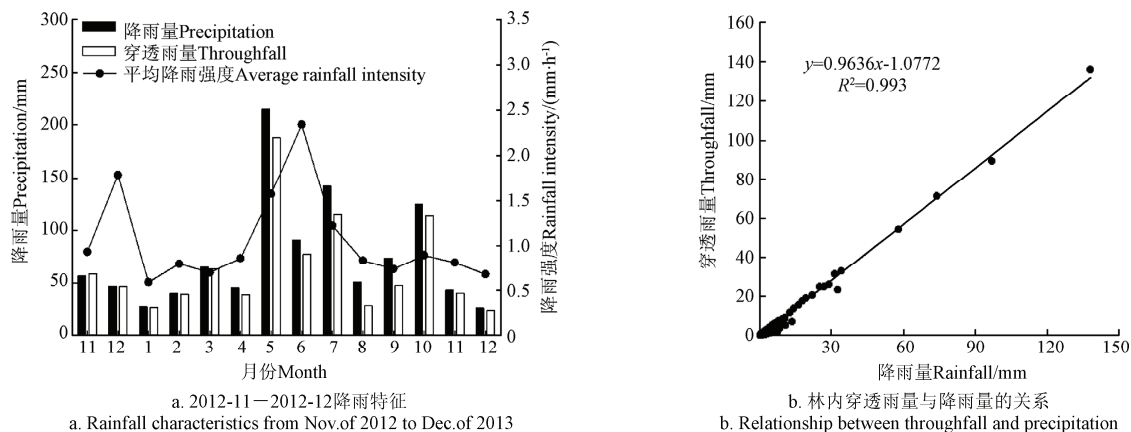 300
250
200
150
100
50
0
降雨量Precipitation/mm
降雨量Precipitation
穿透雨量Throughfall
平均降雨强度Average rainfall intensity
3.5
3.0
2.5
2.0
1.5
1.0
0.5
0
降雨强度Rainfall intensity/(mm·h-1)
11 12 1 2 3 4 5 6 7 8 9 10 11 12
月份Month
a. 2012-11－2012-12降雨特征
a. Rainfall characteristics from Nov.of 2012 to Dec.of 2013
160
140
120
100
80
60
40
20
0
穿透雨量Throughfall/mm
y=0.9636x-1.0772
R²=0.993
30 60 90 120 150
降雨量Rainfall/mm
b. 林内穿透雨量与降雨量的关系
b. Relationship between throughfall and precipitation